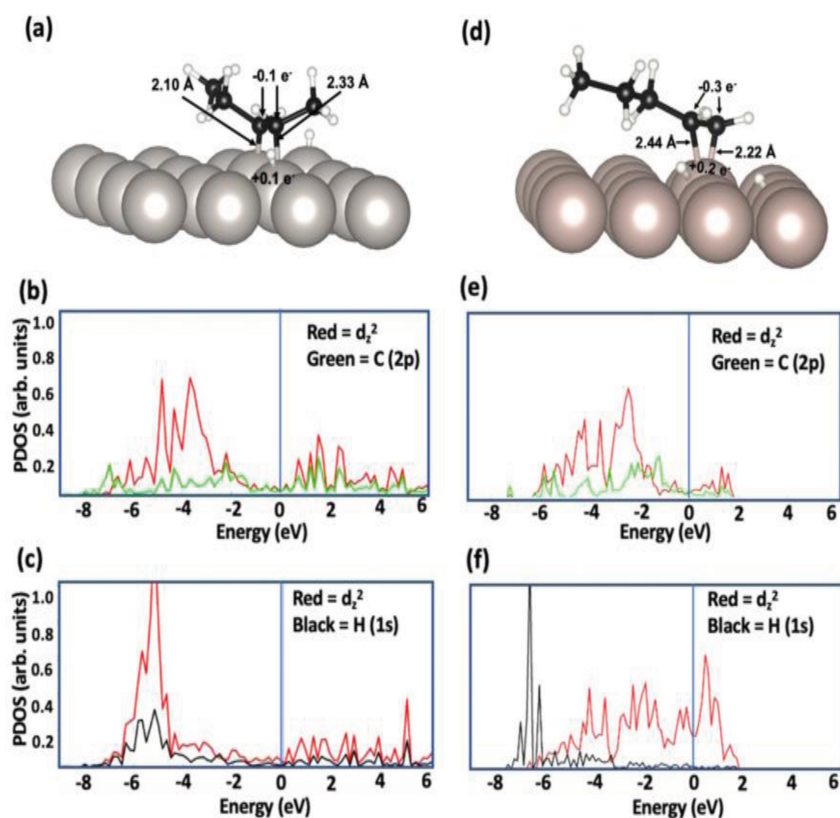 (a)
2.10 Å
-0.1 e-
2.33 Å
+0.1 e-
(d)
-0.3 e-
2.44 Å
2.22 Å
+0.2 e-
(b)
PDOS (arb. units)
1.0
0.8
0.6
0.4
0.2
Red = dz²
Green = C (2p)
-8 -6 -4 -2 0 2 4 6
Energy (eV)
(e)
Red = dz²
Green = C (2p)
-8 -6 -4 -2 0 2 4 6
Energy (eV)
(c)
PDOS (arb. units)
1.0
0.8
0.6
0.4
0.2
Red = dz²
Black = H (1s)
-8 -6 -4 -2 0 2 4 6
Energy (eV)
(f)
Red = dz²
Black = H (1s)
-8 -6 -4 -2 0 2 4 6
Energy (eV)